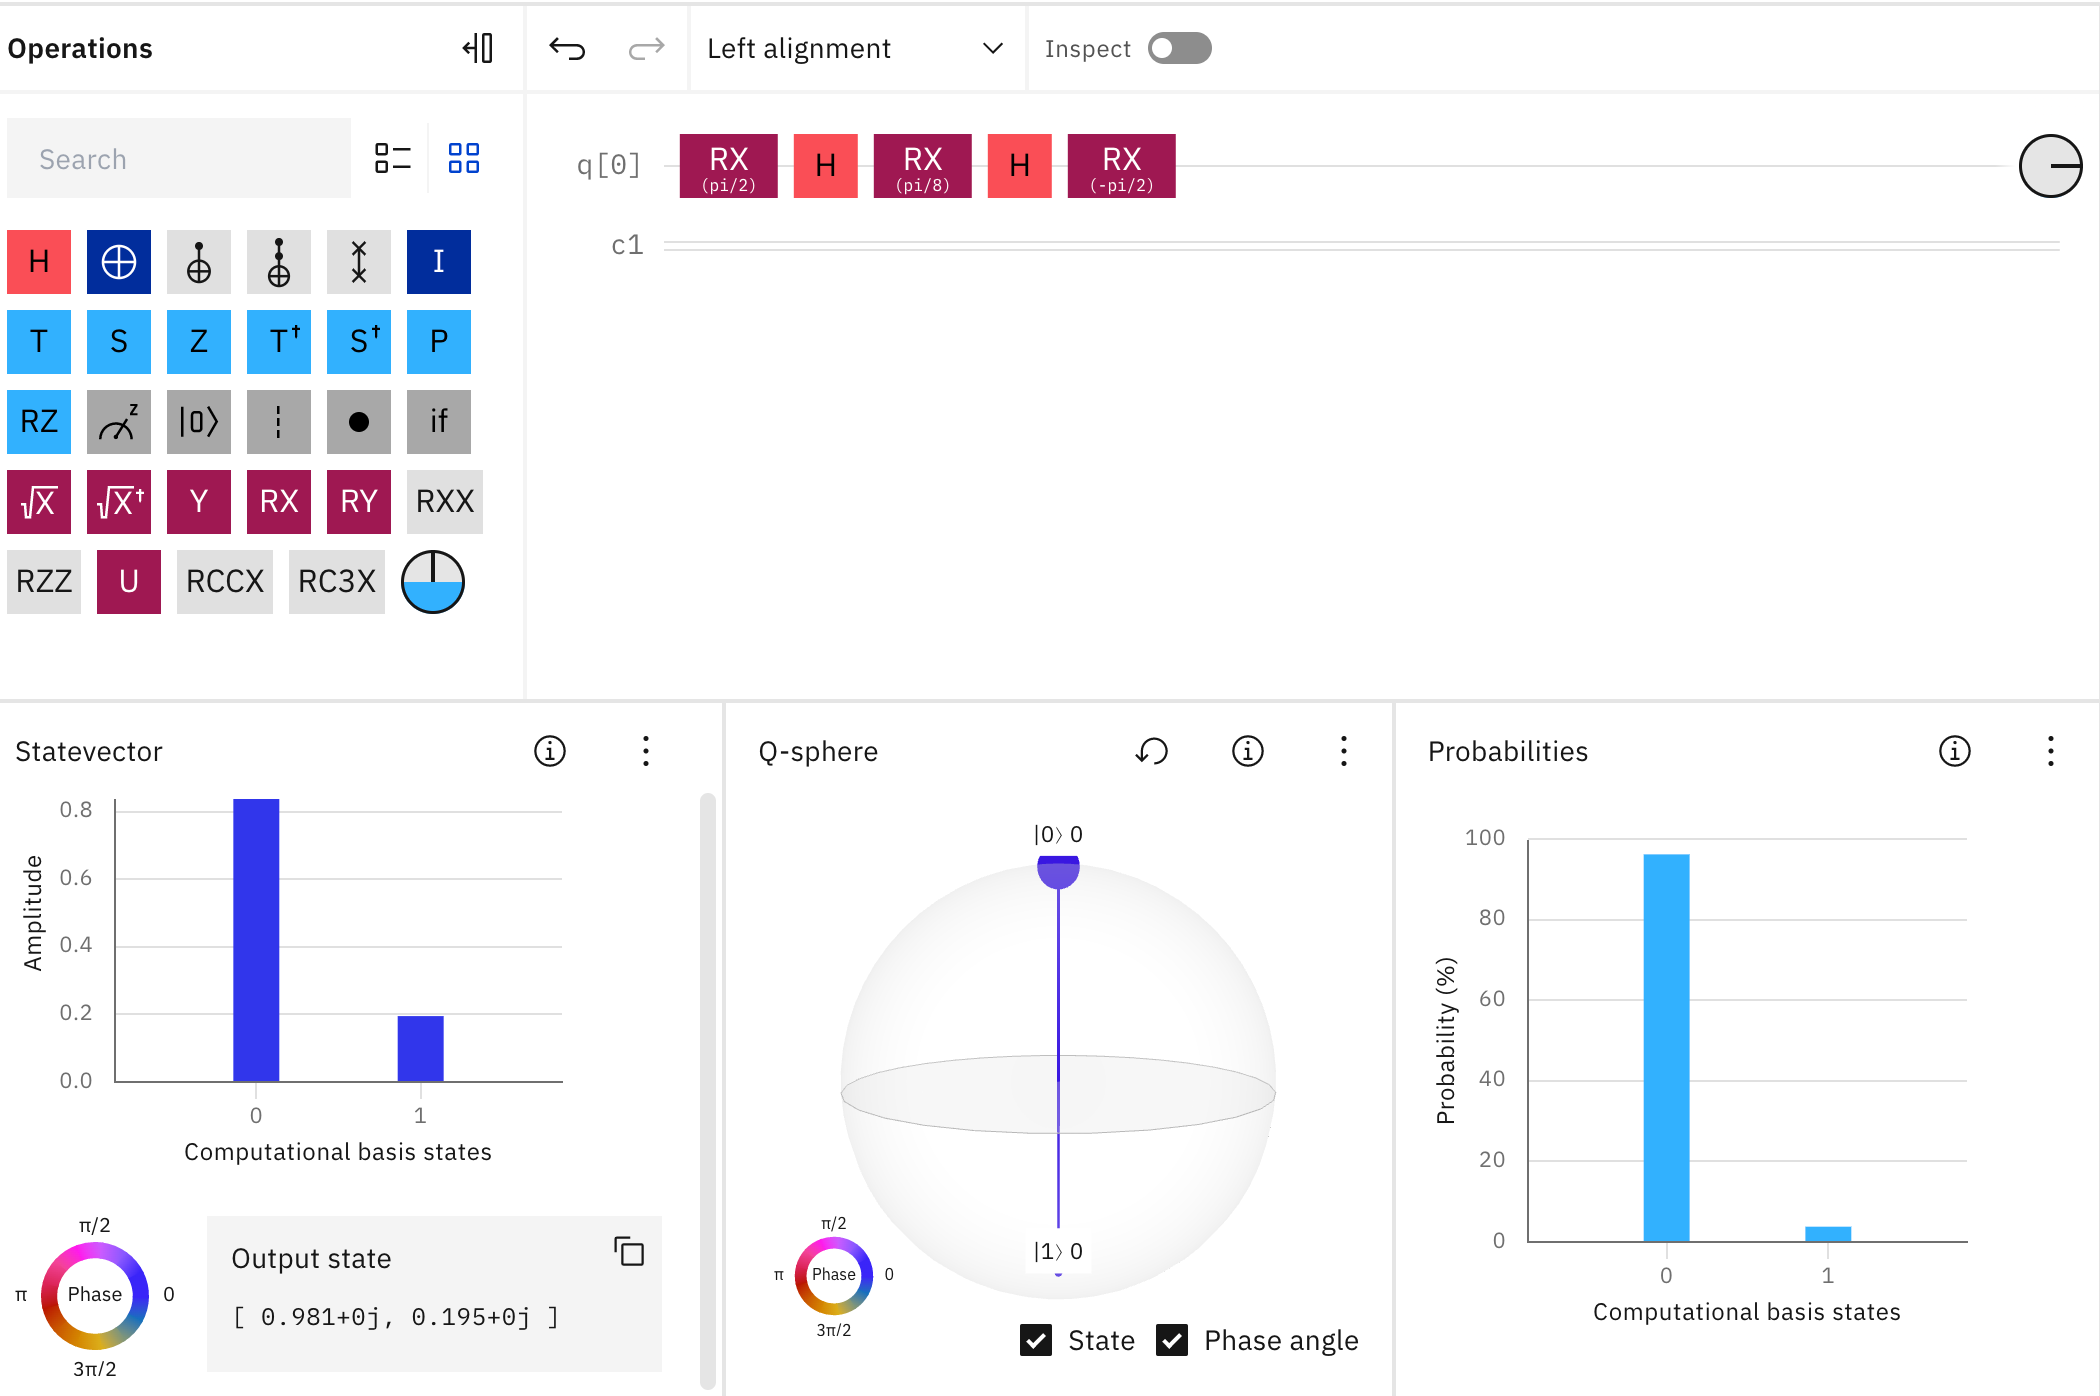 Operations
Left alignment
Inspect
Search
q[0] RX (pi/2) H RX (pi/8) H RX (-pi/2)
c1
H I
T S Z T† S† P
RZ z |0⟩ if
√X √X† Y RX RY RXX
RZZ U RCCX RC3X
Statevector
0.8
0.6
0.4
0.2
0.0
Amplitude
0 1
Computational basis states
π/2
π Phase 0
3π/2
Output state
[ 0.981+0j, 0.195+0j ]
Q-sphere
|0⟩ 0
|1⟩ 0
π/2
π Phase 0
3π/2
State Phase angle
Probabilities
100
80
60
40
20
0
Probability (%)
0 1
Computational basis states